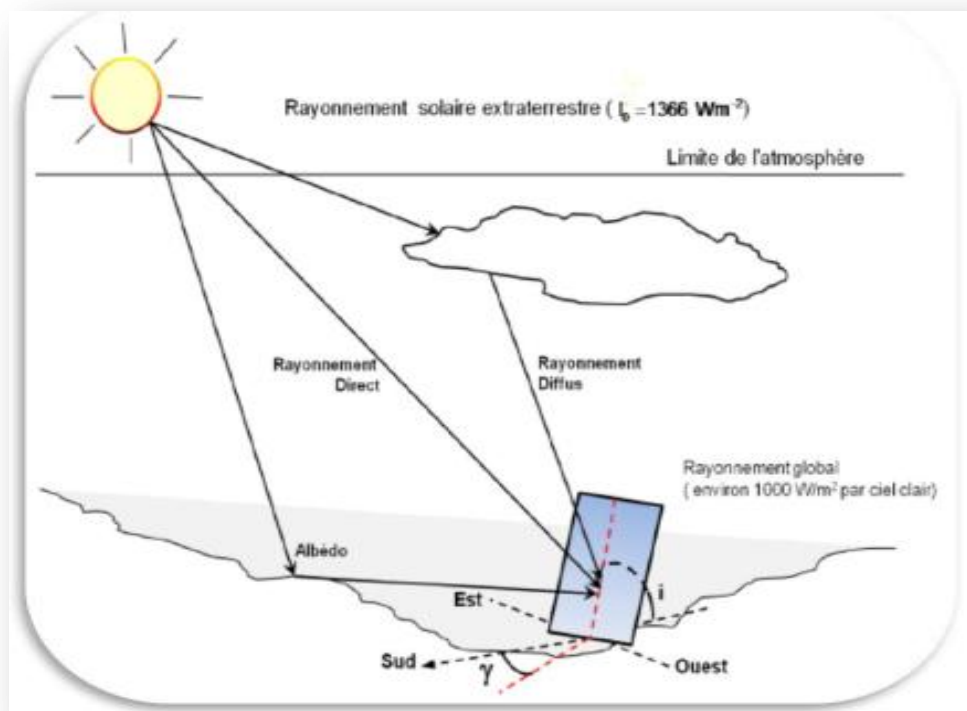 Rayonnement solaire extraterrestre ( I₀ =1366 Wm⁻²)
Limite de l'atmosphère
Rayonnement
Direct
Rayonnement
Diffus
Rayonnement global
( environ 1000 W/m² par ciel clair)
Albédo
Est
i
Sud
γ
Ouest